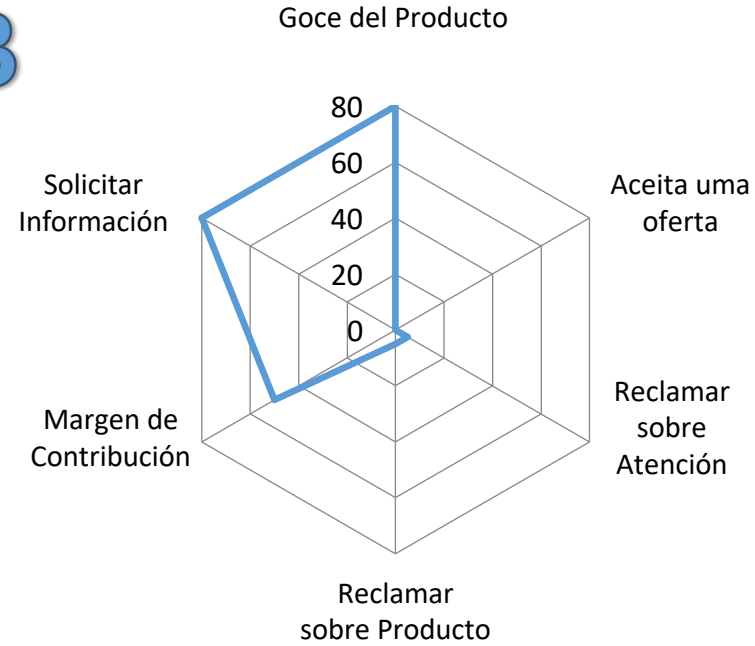 Goce del Producto
80
60
40
20
0
Solicitar
Información
Aceita uma
oferta
Margen de
Contribución
Reclamar
sobre
Atención
Reclamar
sobre Producto